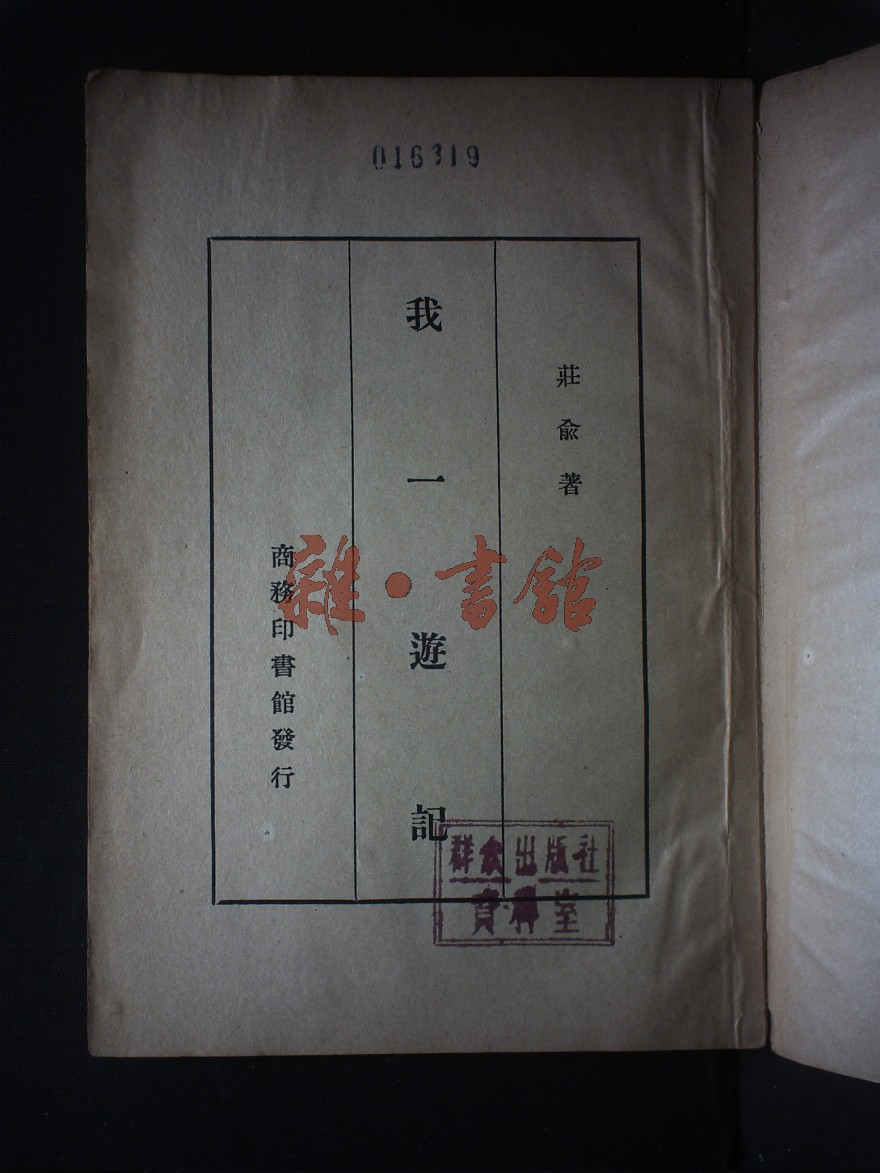 016319
莊俞著
我一遊記
商務印書館發行
雜·書館
群众出版社
資料室